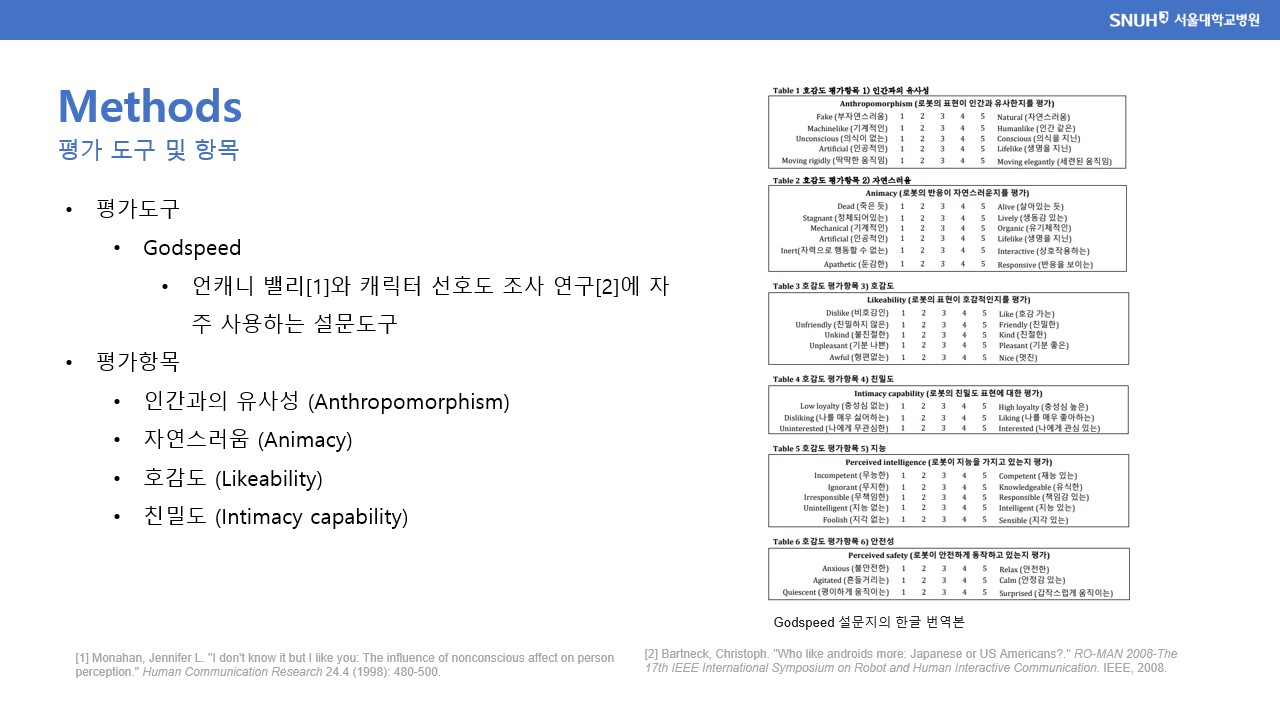 SNUH 서울대학교병원
Methods
평가 도구 및 항목
• 평가도구
• Godspeed
• 언캐니 밸리[1]와 캐릭터 선호도 조사 연구[2]에 자
주 사용하는 설문도구
• 평가항목
• 인간과의 유사성 (Anthropomorphism)
• 자연스러움 (Animacy)
• 호감도 (Likeability)
• 친밀도 (Intimacy capability)
Table 1 호감도 평가항목 1) 인간과의 유사성
Anthropomorphism (로봇의 표현이 인간과 유사한지를 평가)
Fake (부자연스러움) 1 2 3 4 5 Natural (자연스러움)
Machinelike (기계적인) 1 2 3 4 5 Humanlike (인간 같은)
Unconscious (의식이 없는) 1 2 3 4 5 Conscious (의식을 지닌)
Artificial (인공적인) 1 2 3 4 5 Lifelike (생명을 지닌)
Moving rigidly (딱딱한 움직임) 1 2 3 4 5 Moving elegantly (세련된 움직임)
Table 2 호감도 평가항목 2) 자연스러움
Animacy (로봇의 반응이 자연스러운지를 평가)
Dead (죽은 듯) 1 2 3 4 5 Alive (살아있는 듯)
Stagnant (정체되어있는) 1 2 3 4 5 Lively (생동감 있는)
Mechanical (기계적인) 1 2 3 4 5 Organic (유기체적인)
Artificial (인공적인) 1 2 3 4 5 Lifelike (생명을 지닌)
Inert(자력으로 행동할 수 없는) 1 2 3 4 5 Interactive (상호작용하는)
Apathetic (둔감한) 1 2 3 4 5 Responsive (반응을 보이는)
Table 3 호감도 평가항목 3) 호감도
Likeability (로봇의 표현이 호감적인지를 평가)
Dislike (비호감인) 1 2 3 4 5 Like (호감 가는)
Unfriendly (친밀하지 않은) 1 2 3 4 5 Friendly (친밀한)
Unkind (불친절한) 1 2 3 4 5 Kind (친절한)
Unpleasant (기분 나쁜) 1 2 3 4 5 Pleasant (기분 좋은)
Awful (형편없는) 1 2 3 4 5 Nice (멋진)
Table 4 호감도 평가항목 4) 친밀도
Intimacy capability (로봇의 친밀도 표현에 대한 평가)
Low loyalty (충성심 없는) 1 2 3 4 5 High loyalty (충성심 높은)
Disliking (나를 매우 싫어하는) 1 2 3 4 5 Liking (나를 매우 좋아하는)
Uninterested (나에게 무관심한) 1 2 3 4 5 Interested (나에게 관심 있는)
Table 5 호감도 평가항목 5) 지능
Perceived intelligence (로봇이 지능을 가지고 있는지 평가)
Incompetent (무능한) 1 2 3 4 5 Competent (재능 있는)
Ignorant (무지한) 1 2 3 4 5 Knowledgeable (유식한)
Irresponsible (무책임한) 1 2 3 4 5 Responsible (책임감 있는)
Unintelligent (지능 없는) 1 2 3 4 5 Intelligent (지능 있는)
Foolish (지각 없는) 1 2 3 4 5 Sensible (지각 있는)
Table 6 호감도 평가항목 6) 안전성
Perceived safety (로봇이 안전하게 동작하고 있는지 평가)
Anxious (불안전한) 1 2 3 4 5 Relax (안전한)
Agitated (흔들거리는) 1 2 3 4 5 Calm (안정감 있는)
Quiescent (평이하게 움직이는) 1 2 3 4 5 Surprised (갑작스럽게 움직이는)
Godspeed 설문지의 한글 번역본
[1] Monahan, Jennifer L. "I don't know it but I like you: The influence of nonconscious affect on person
perception." Human Communication Research 24.4 (1998): 480-500.
[2] Bartneck, Christoph. "Who like androids more: Japanese or US Americans?." RO-MAN 2008-The
17th IEEE International Symposium on Robot and Human Interactive Communication. IEEE, 2008.